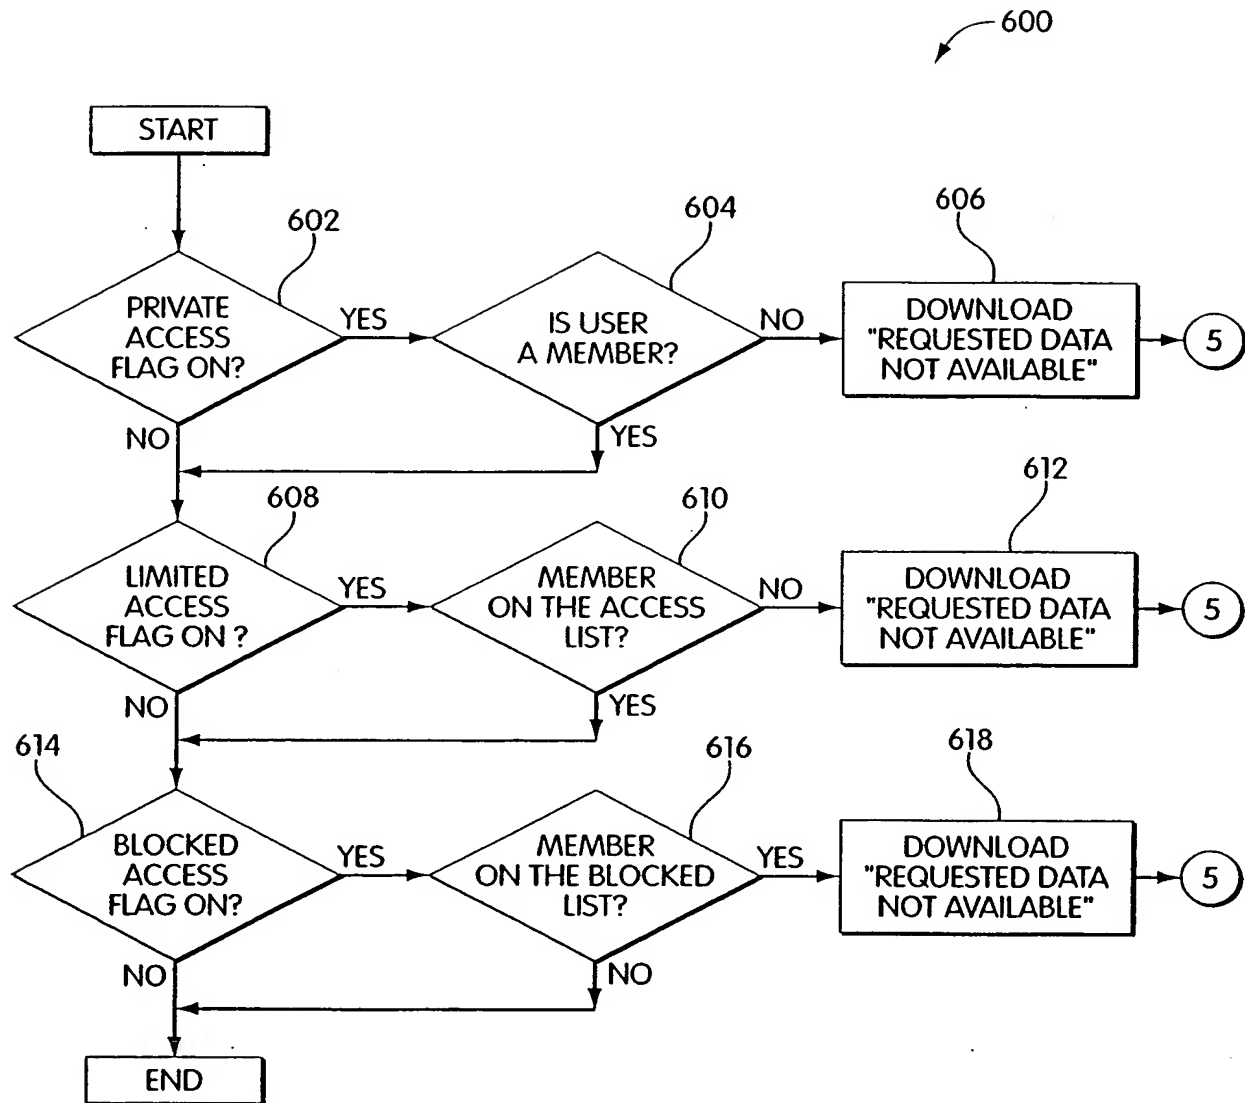 600
START
602
604
606
PRIVATE
ACCESS
FLAG ON?
YES
IS USER
A MEMBER?
NO
DOWNLOAD
"REQUESTED DATA
NOT AVAILABLE"
5
NO
YES
608
610
612
LIMITED
ACCESS
FLAG ON ?
YES
MEMBER
ON THE ACCESS
LIST?
NO
DOWNLOAD
"REQUESTED DATA
NOT AVAILABLE"
5
NO
YES
614
616
618
BLOCKED
ACCESS
FLAG ON?
YES
MEMBER
ON THE BLOCKED
LIST?
YES
DOWNLOAD
"REQUESTED DATA
NOT AVAILABLE"
5
NO
NO
END